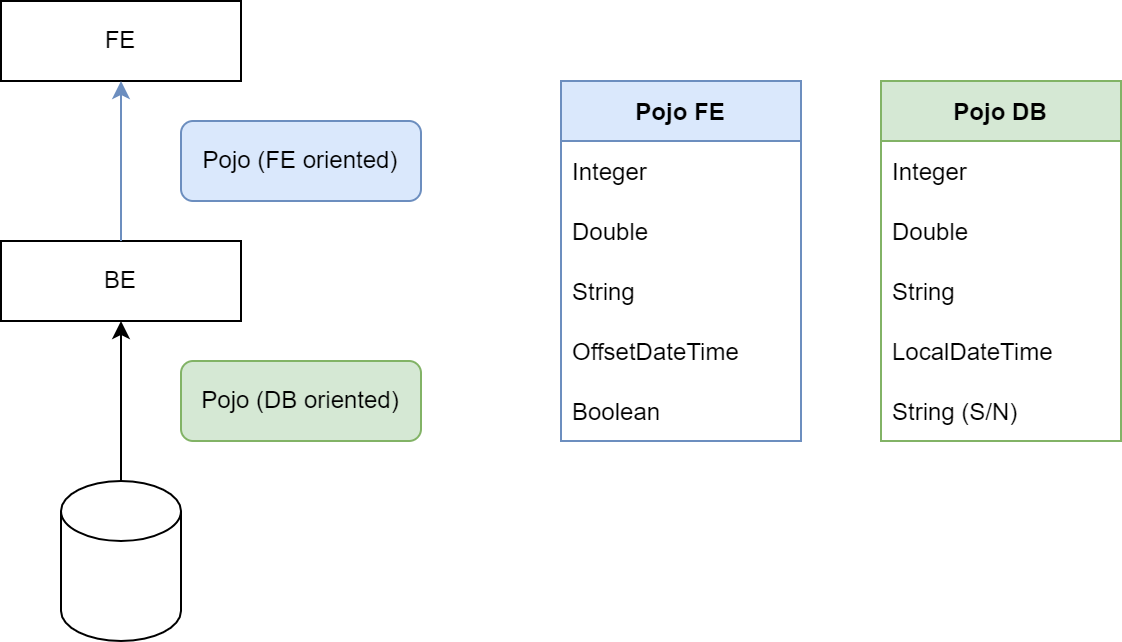 FE
Pojo (FE oriented)
BE
Pojo (DB oriented)
Pojo FE
Integer
Double
String
OffsetDateTime
Boolean
Pojo DB
Integer
Double
String
LocalDateTime
String (S/N)